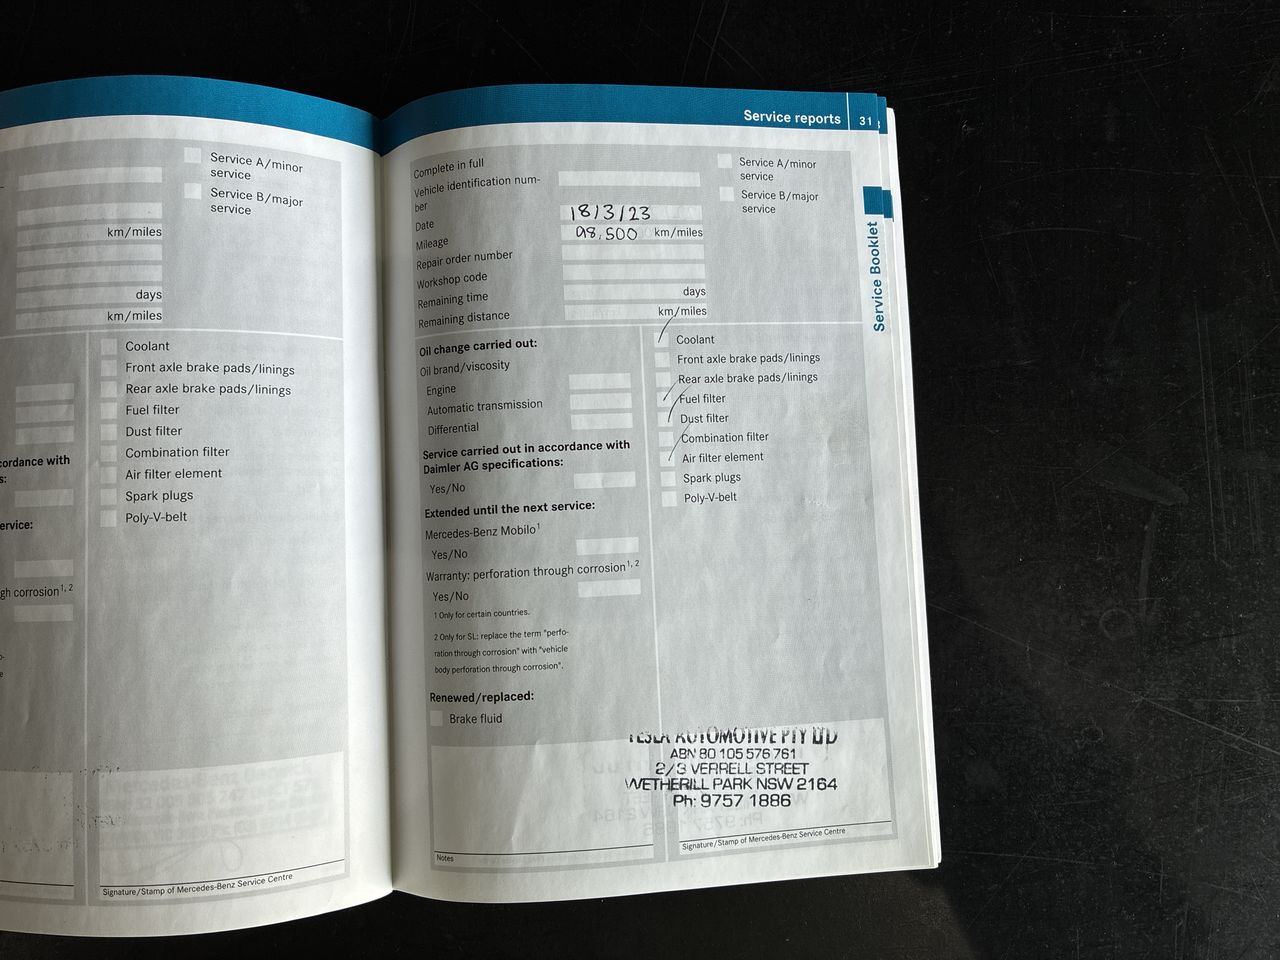 Service A/minor
service
Service B/major
service
km/miles
days
km/miles
Coolant
Front axle brake pads/linings
Rear axle brake pads/linings
Fuel filter
Dust filter
Combination filter
Air filter element
Spark plugs
Poly-V-belt
with
1, 2
Signature/Stamp of Mercedes-Benz Service Centre
Service reports 31
Complete in full
Vehicle identification num-
ber
Date 18/3/23
Mileage 98,500 km/miles
Repair order number
Workshop code
Remaining time days
Remaining distance km/miles
Service A/minor
service
Service B/major
service
Service Booklet
Oil change carried out:
Oil brand/viscosity
Engine
Automatic transmission
Differential
Service carried out in accordance with
Daimler AG specifications:
Yes/No
Extended until the next service:
Mercedes-Benz Mobilo1
Yes/No
Warranty: perforation through corrosion1, 2
Yes/No
1 Only for certain countries.
2 Only for SL: replace the term "perfo-
ration through corrosion" with "vehicle
body perforation through corrosion".
Renewed/replaced:
Brake fluid
Coolant
Front axle brake pads/linings
Rear axle brake pads/linings
Fuel filter
Dust filter
Combination filter
Air filter element
Spark plugs
Poly-V-belt
AUTOMOTIVE PTY LTD
ABN 80 105 576 761
2/3 VERRELL STREET
WETHERILL PARK NSW 2164
Ph: 9757 1886
Notes
Signature/Stamp of Mercedes-Benz Service Centre